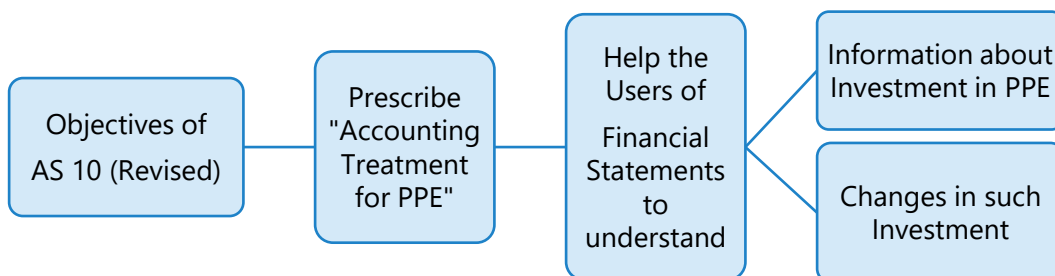 Objectives of
AS 10 (Revised)
Prescribe
"Accounting
Treatment
for PPE"
Help the
Users of
Financial
Statements
to
understand
Information about
Investment in PPE
Changes in such
Investment